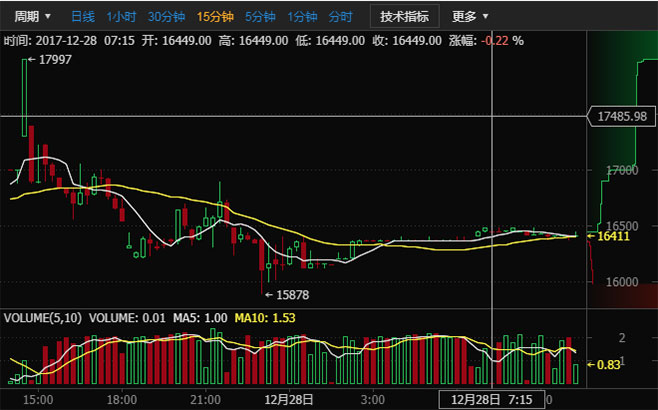 周期 ▼ 日线 1小时 30分钟 15分钟 5分钟 1分钟 分时 技术指标 更多 ▼
时间: 2017-12-28 07:15 开: 16449.00 高: 16449.00 低: 16449.00 收: 16449.00 涨幅: -0.22 %
←17997
17485.98
17000
16500
←16411
16000
←15878
VOLUME(5,10) VOLUME: 0.01 MA5: 1.00 MA10: 1.53
2
1
←0.83
15:00 18:00 21:00 12月28日 3:00 12月28日 7:15